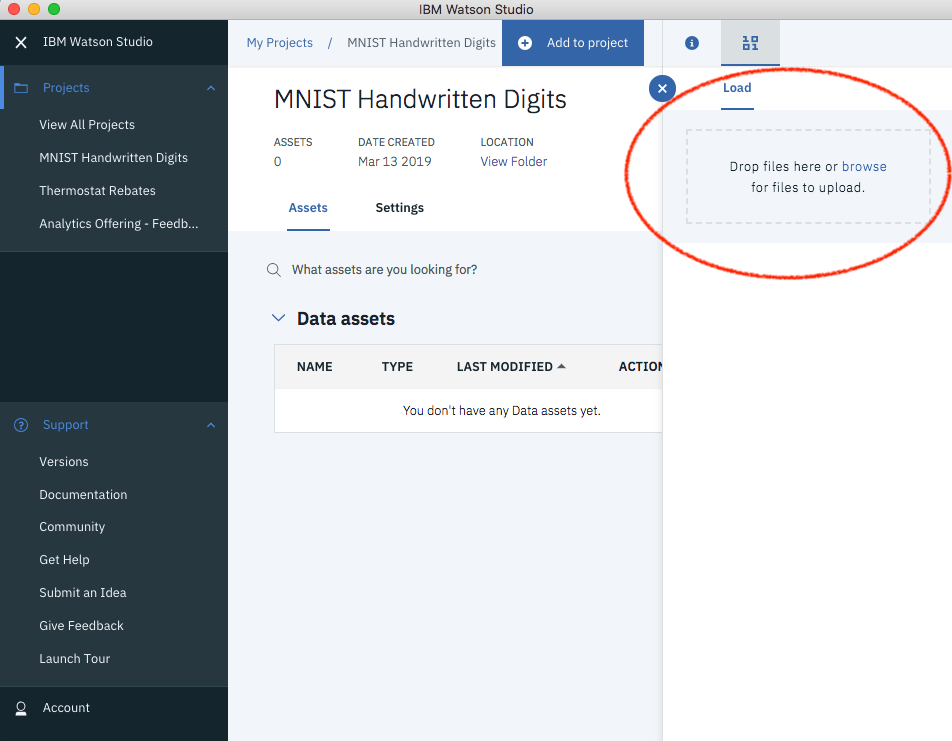 IBM Watson Studio
IBM Watson Studio
Projects
View All Projects
MNIST Handwritten Digits
Thermostat Rebates
Analytics Offering - Feedb...
Support
Versions
Documentation
Community
Get Help
Submit an Idea
Give Feedback
Launch Tour
Account
My Projects / MNIST Handwritten Digits
Add to project
MNIST Handwritten Digits
ASSETS DATE CREATED LOCATION
0 Mar 13 2019 View Folder
Assets Settings
What assets are you looking for?
Data assets
NAME TYPE LAST MODIFIED ACTION
You don't have any Data assets yet.
Load
Drop files here or browse
for files to upload.